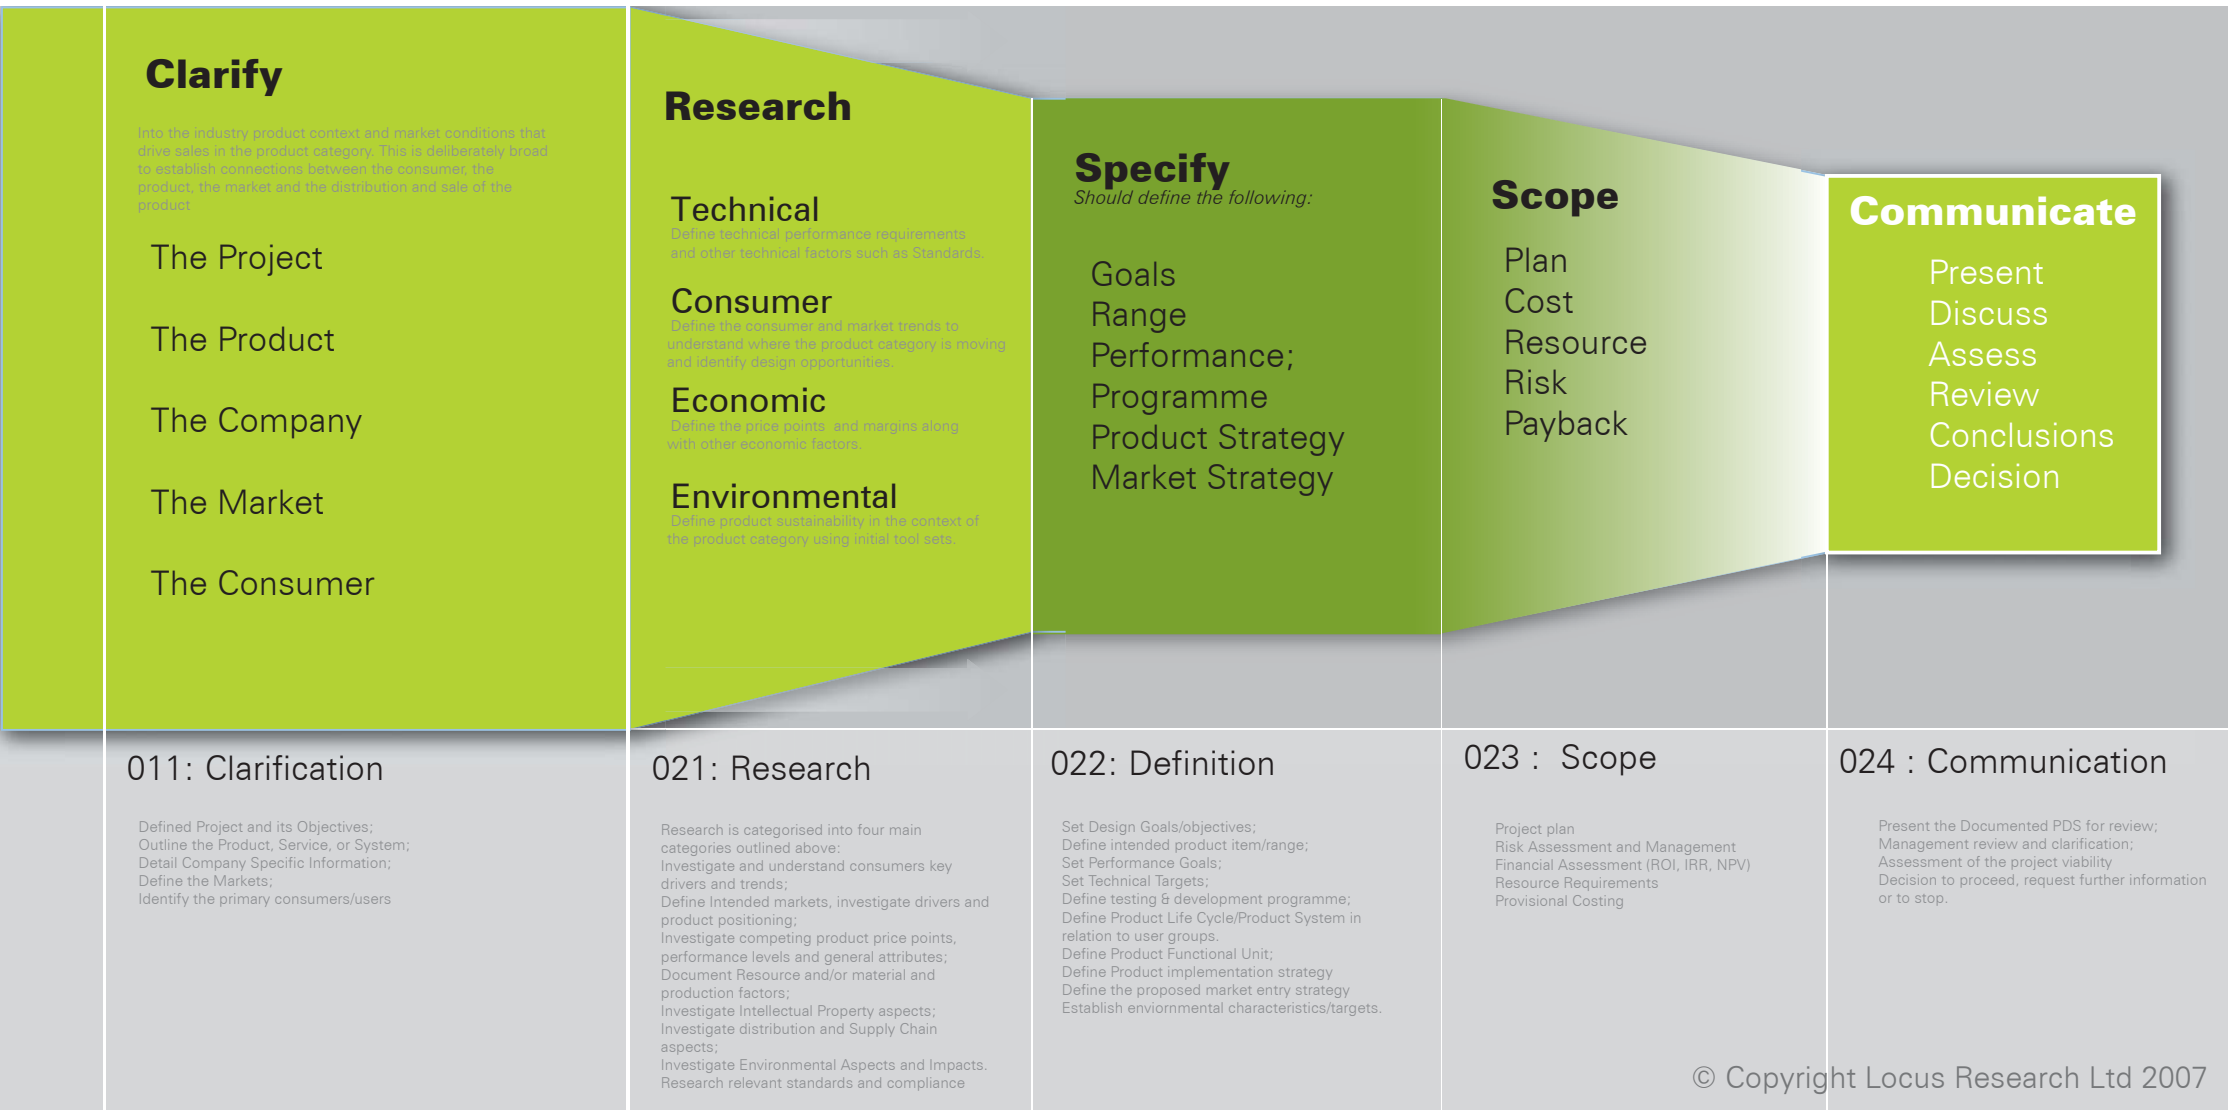 Clarify
Into the industry product context and market conditions that
drive sales in the product category. This is deliberately broad
to establish connections between the consumer, the
product, the market and the distribution and sale of the
product
The Project
The Product
The Company
The Market
The Consumer
Research
Technical
Define technical performance requirements
and other technical factors such as Standards.
Consumer
Define the consumer and market trends to
understand where the product category is moving
and identify design opportunities.
Economic
Define the price points  and margins along
with other economic factors.
Environmental
Define product sustainability in the context of
the product category using initial tool sets.
Specify
Should define the following:
Goals
Range
Performance;
Programme
Product Strategy
Market Strategy
Scope
Plan
Cost
Resource
Risk
Payback
Communicate
Present
Discuss
Assess
Review
Conclusions
Decision
011: Clarification
Defined Project and its Objectives;
Outline the Product, Service, or System;
Detail Company Specific Information;
Define the Markets;
Identify the primary consumers/users
021: Research
Research is categorised into four main
categories outlined above:
Investigate and understand consumers key
drivers and trends;
Define Intended markets, investigate drivers and
product positioning;
Investigate competing product price points,
performance levels and general attributes;
Document Resource and/or material and
production factors;
Investigate Intellectual Property aspects;
Investigate distribution and Supply Chain
aspects;
Investigate Environmental Aspects and Impacts.
Research relevant standards and compliance
022: Definition
Set Design Goals/objectives;
Define intended product item/range;
Set Performance Goals;
Set Technical Targets;
Define testing & development programme;
Define Product Life Cycle/Product System in
relation to user groups.
Define Product Functional Unit;
Define Product implementation strategy
Define the proposed market entry strategy
Establish enviornmental characteristics/targets.
023 :  Scope
Project plan
Risk Assessment and Management
Financial Assessment (ROI, IRR, NPV)
Resource Requirements
Provisional Costing
024 : Communication
Present the Documented PDS for review;
Management review and clarification;
Assessment of the project viability
Decision to proceed, request further information
or to stop.
© Copyright Locus Research Ltd 2007